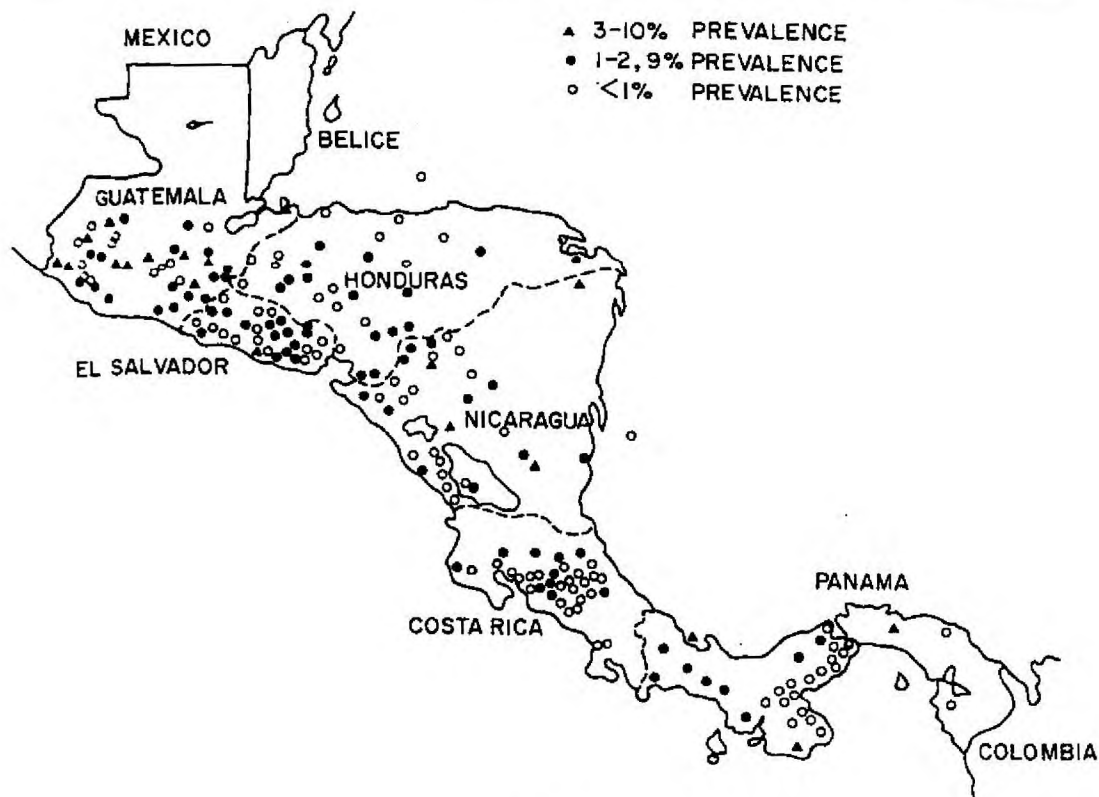 ▲ 3-10% PREVALENCE
● 1-2,9% PREVALENCE
○ <1% PREVALENCE
MEXICO
BELICE
GUATEMALA
HONDURAS
EL SALVADOR
NICARAGUA
COSTA RICA
PANAMA
COLOMBIA